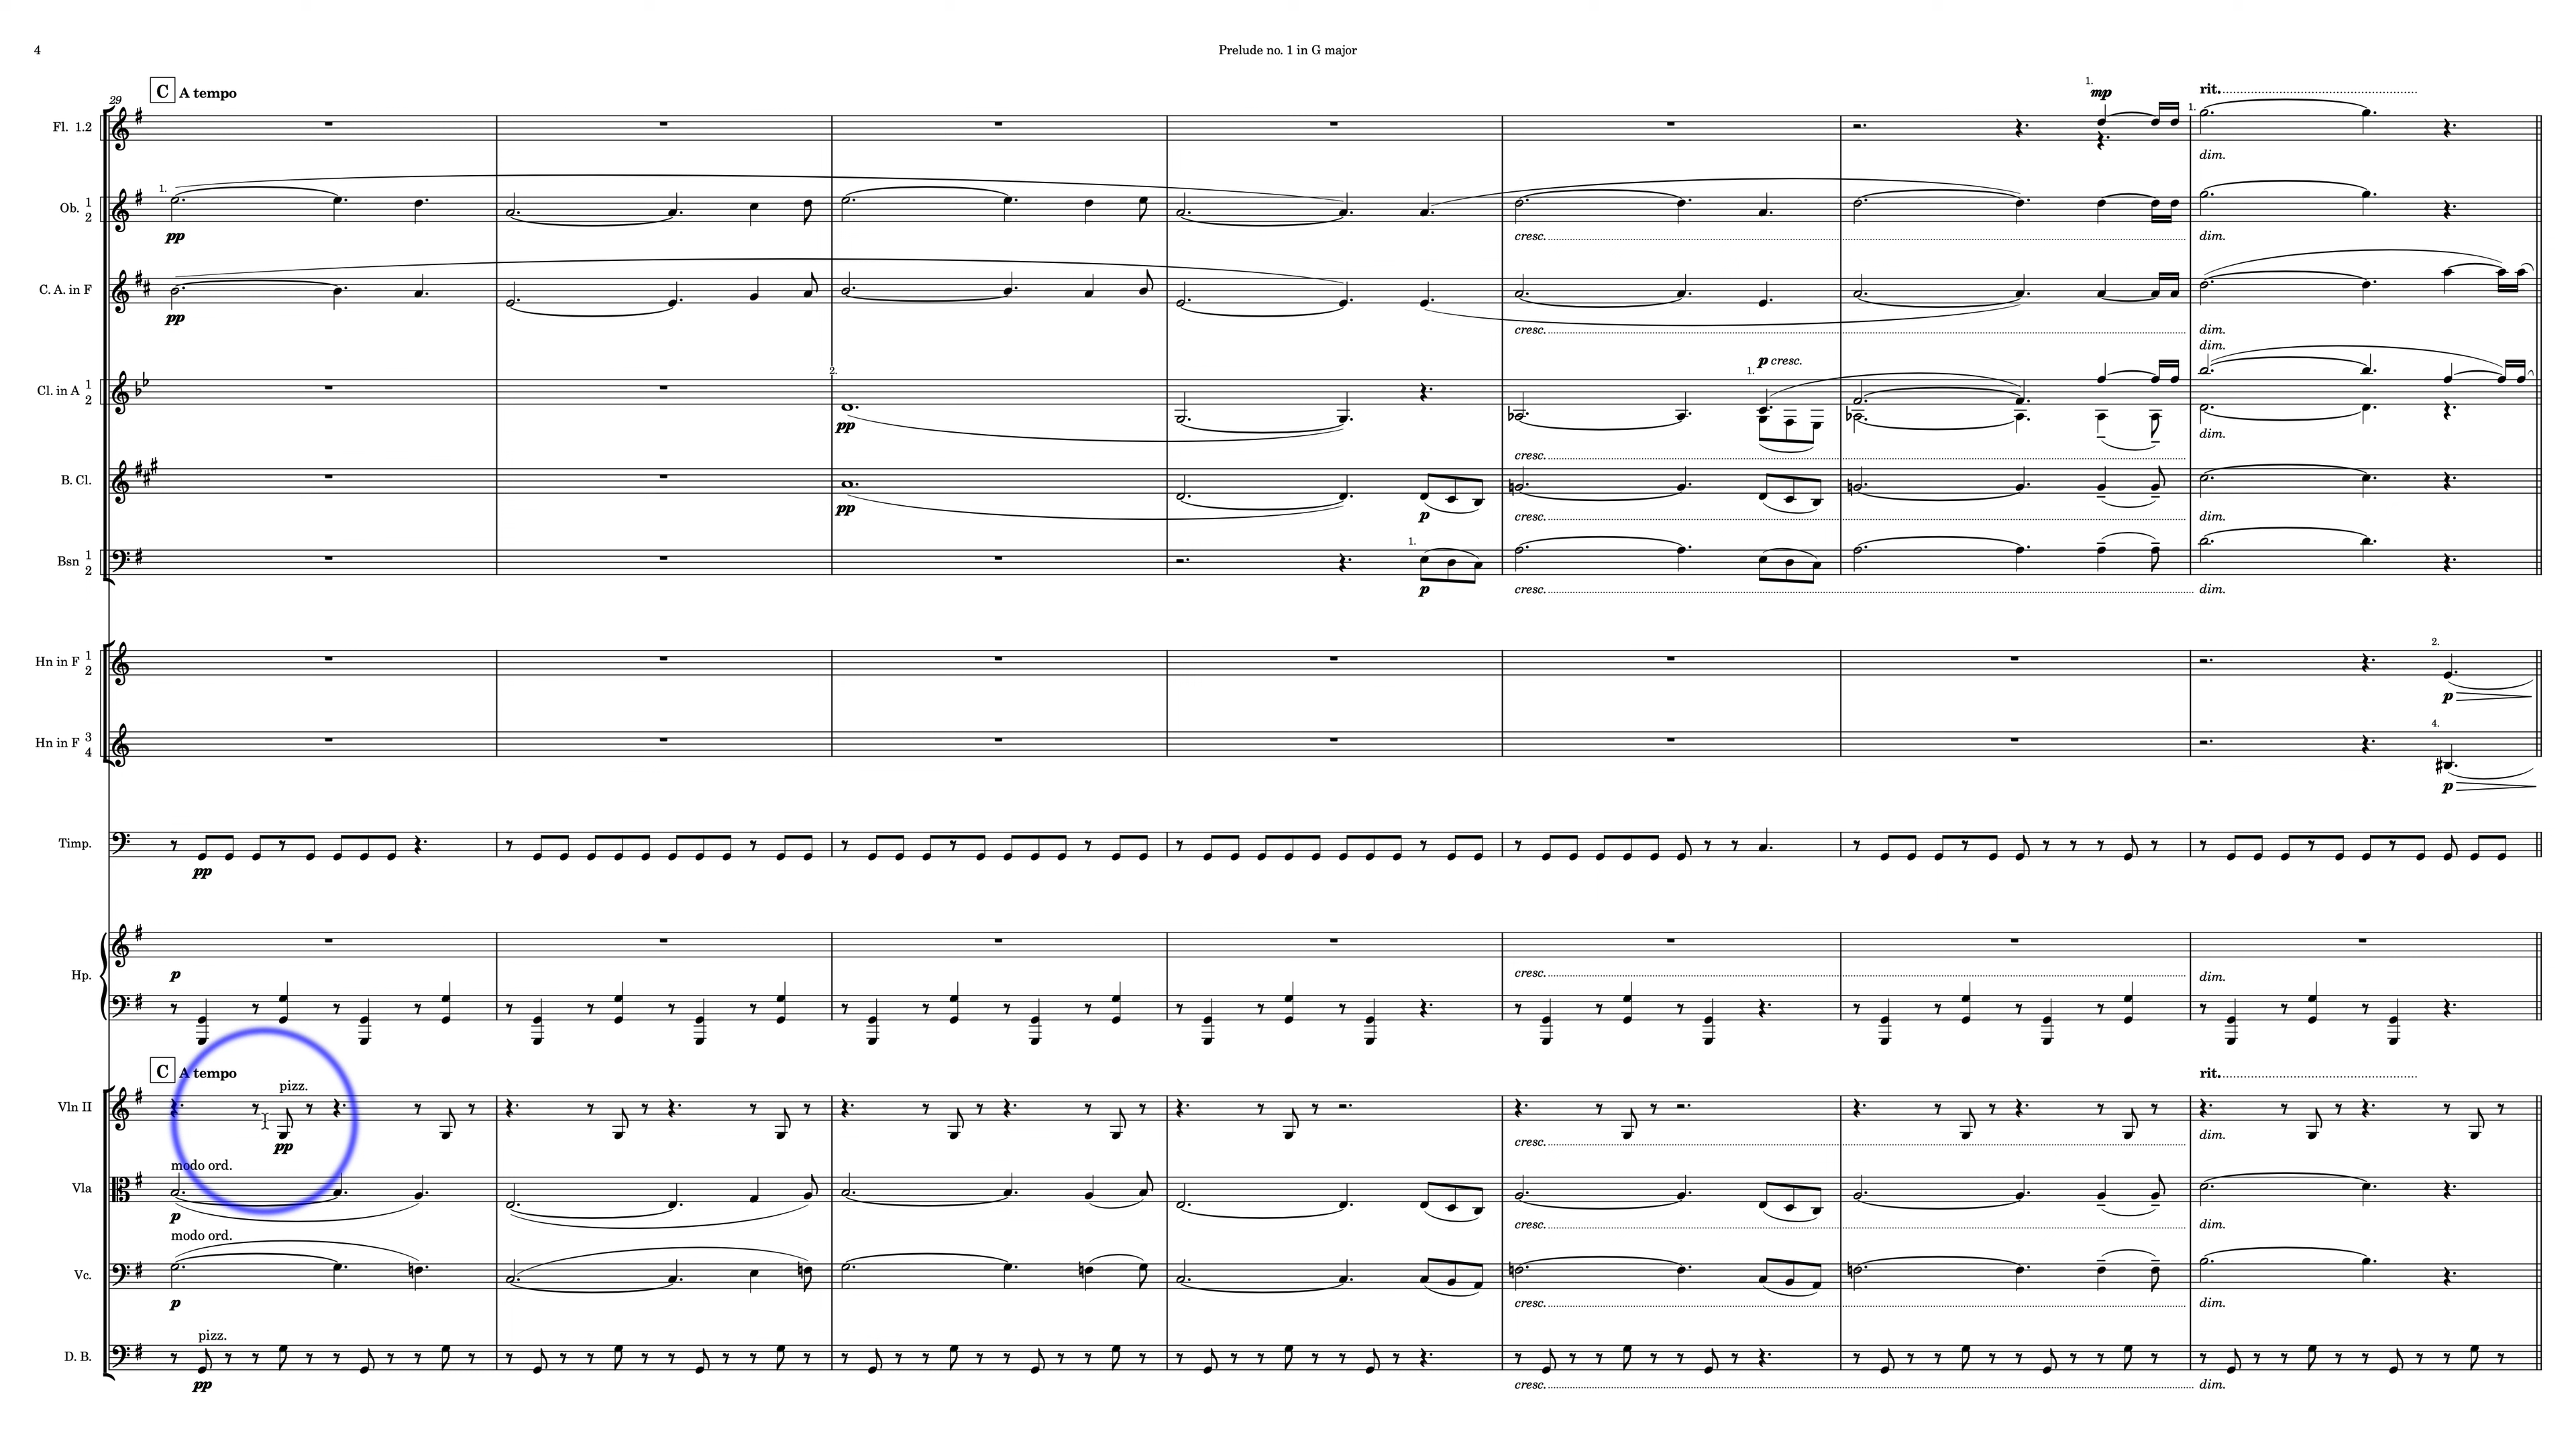 4
Prelude no. 1 in G major
C A tempo
29
1.
mp
rit.
1.
Fl. 1.2
dim.
1.
Ob. 1 2
pp
cresc.
dim.
C. A. in F
pp
cresc.
dim.
dim.
p cresc.
2.
1.
Cl. in A 1 2
pp
dim.
cresc.
B. Cl.
pp
p
cresc.
dim.
1.
Bsn 1 2
p
cresc.
dim.
2.
Hn in F 1 2
p
4.
Hn in F 3 4
p
Timp.
pp
Hp.
p
cresc.
dim.
C A tempo
rit.
pizz.
Vln II
pp
cresc.
dim.
modo ord.
Vla
p
cresc.
dim.
modo ord.
Vc.
p
cresc.
dim.
pizz.
D. B.
pp
cresc.
dim.